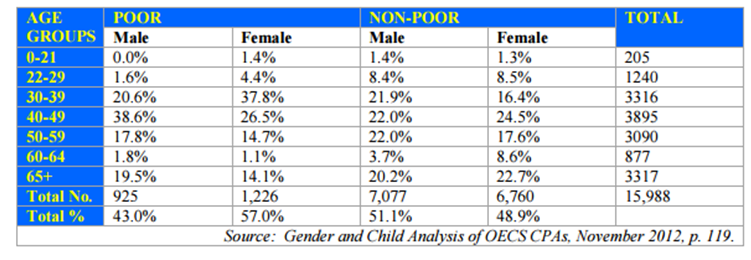 AGE POOR NON-POOR TOTAL
GROUPS Male Female Male Female
0-21 0.0% 1.4% 1.4% 1.3% 205
22-29 1.6% 4.4% 8.4% 8.5% 1240
30-39 20.6% 37.8% 21.9% 16.4% 3316
40-49 38.6% 26.5% 22.0% 24.5% 3895
50-59 17.8% 14.7% 22.0% 17.6% 3090
60-64 1.8% 1.1% 3.7% 8.6% 877
65+ 19.5% 14.1% 20.2% 22.7% 3317
Total No. 925 1,226 7,077 6,760 15,988
Total % 43.0% 57.0% 51.1% 48.9%
Source: Gender and Child Analysis of OECS CPAs, November 2012, p. 119.